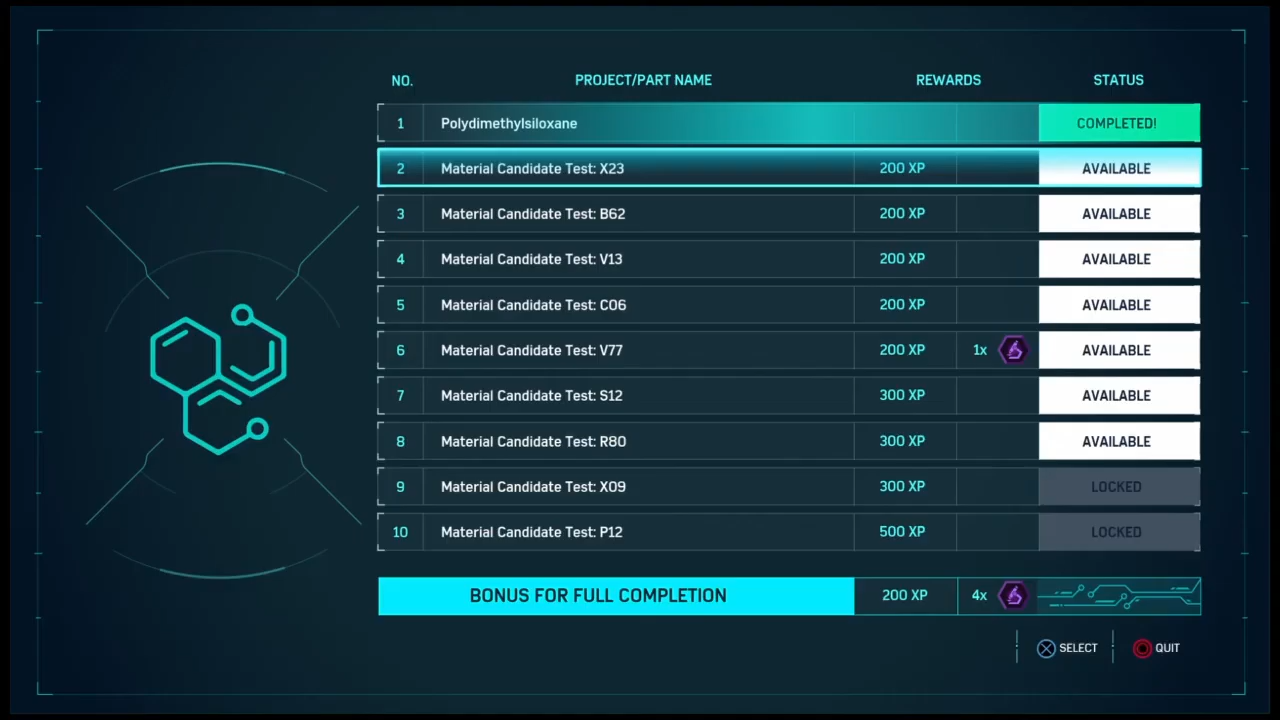 NO. PROJECT/PART NAME REWARDS STATUS
1 Polydimethylsiloxane COMPLETED!
2 Material Candidate Test: X23 200 XP AVAILABLE
3 Material Candidate Test: B62 200 XP AVAILABLE
4 Material Candidate Test: V13 200 XP AVAILABLE
5 Material Candidate Test: C06 200 XP AVAILABLE
6 Material Candidate Test: V77 200 XP 1x AVAILABLE
7 Material Candidate Test: S12 300 XP AVAILABLE
8 Material Candidate Test: R80 300 XP AVAILABLE
9 Material Candidate Test: X09 300 XP LOCKED
10 Material Candidate Test: P12 500 XP LOCKED
BONUS FOR FULL COMPLETION 200 XP 4x
SELECT QUIT